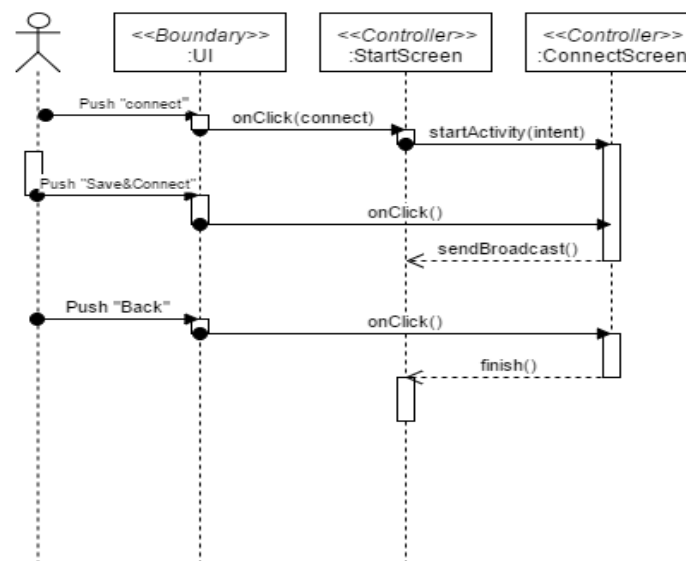 <<Boundary>>
:UI
<<Controller>>
:StartScreen
<<Controller>>
:ConnectScreen
Push "connect"
onClick(connect)
startActivity(intent)
Push "Save&Connect"
onClick()
sendBroadcast()
Push "Back"
onClick()
finish()